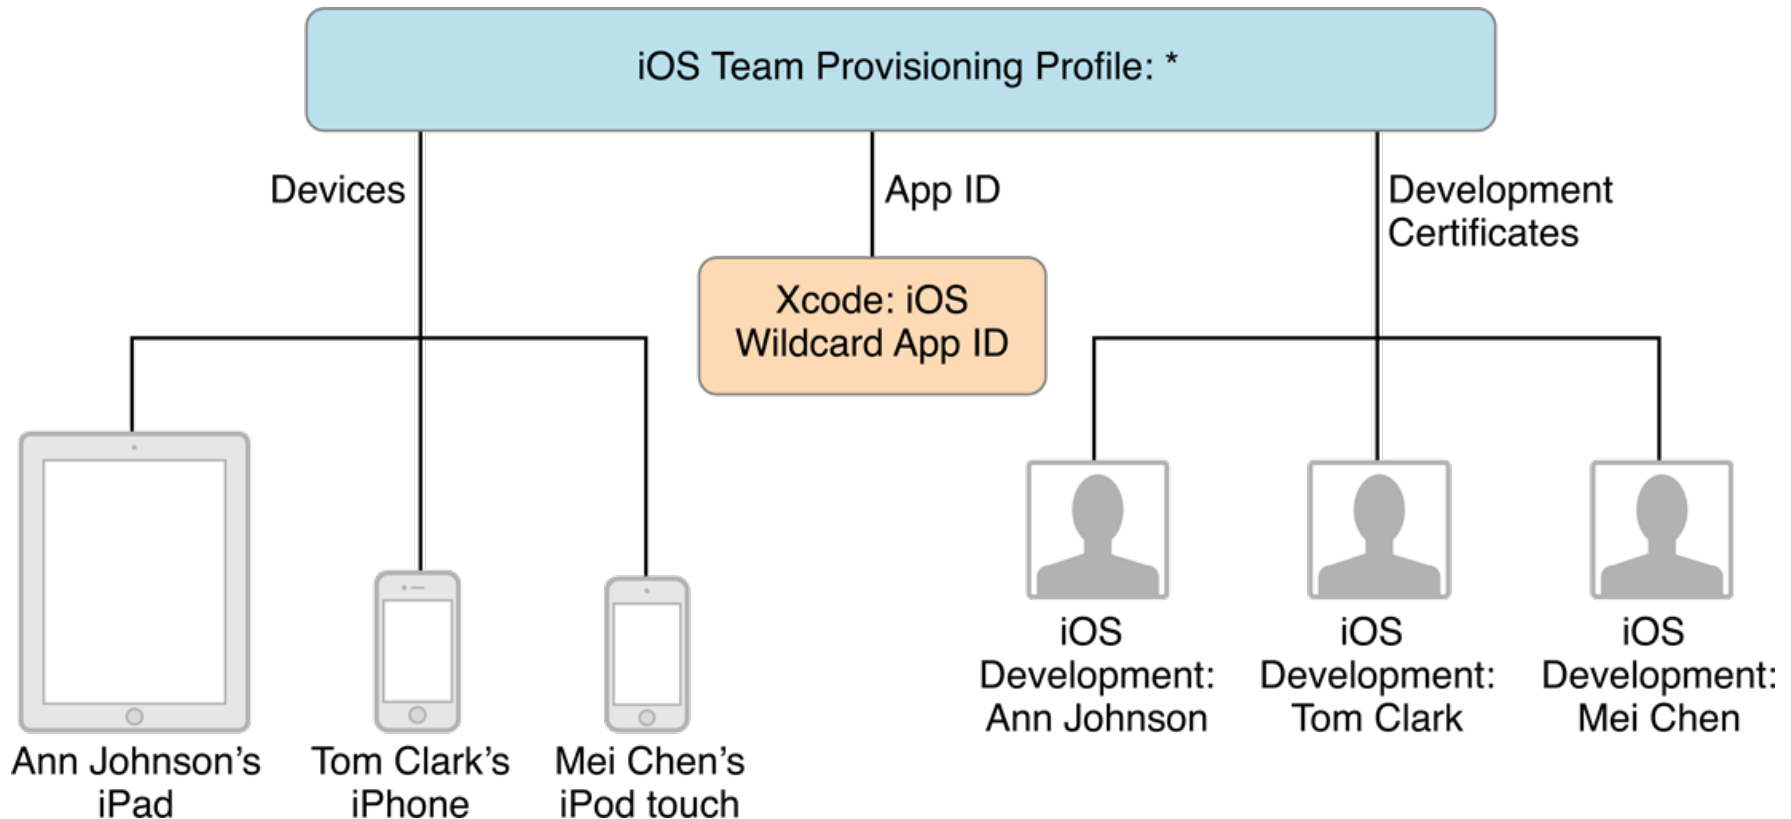 iOS Team Provisioning Profile: *
Devices
App ID
Development
Certificates
Xcode: iOS
Wildcard App ID
Ann Johnson’s
iPad
Tom Clark’s
iPhone
Mei Chen’s
iPod touch
iOS
Development:
Ann Johnson
iOS
Development:
Tom Clark
iOS
Development:
Mei Chen